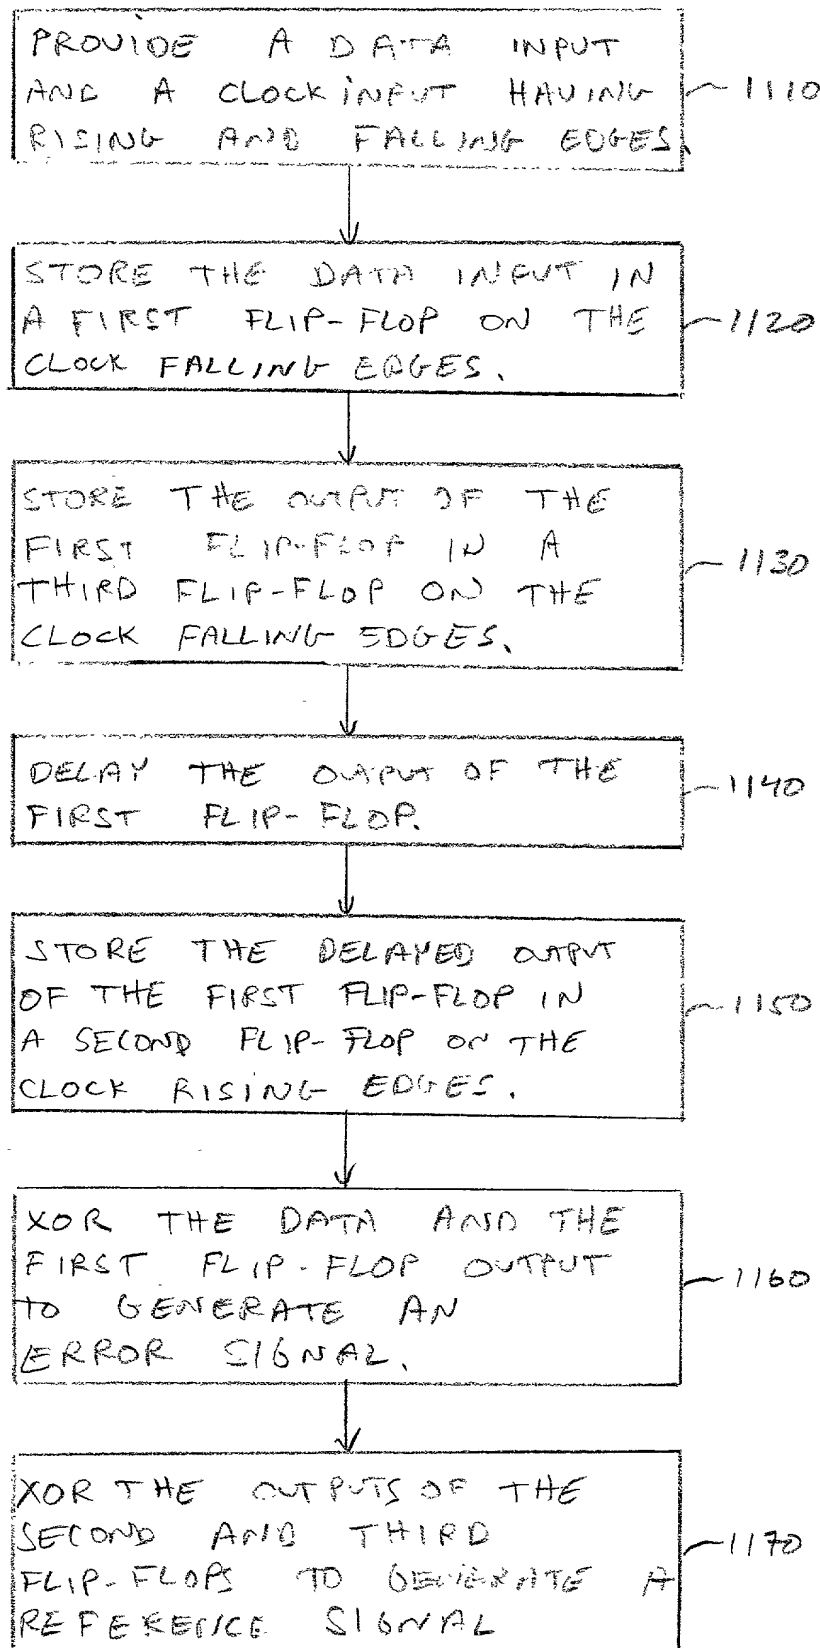 PROVIDE A DATA INPUT
AND A CLOCK INPUT HAVING
RISING AND FALLING EDGES.
1110
STORE THE DATA INPUT IN
A FIRST FLIP-FLOP ON THE
CLOCK FALLING EDGES.
1120
STORE THE OUTPUT OF THE
FIRST FLIP-FLOP IN A
THIRD FLIP-FLOP ON THE
CLOCK FALLING EDGES.
1130
DELAY THE OUTPUT OF THE
FIRST FLIP-FLOP.
1140
STORE THE DELAYED OUTPUT
OF THE FIRST FLIP-FLOP IN
A SECOND FLIP-FLOP ON THE
CLOCK RISING EDGES.
1150
XOR THE DATA AND THE
FIRST FLIP-FLOP OUTPUT
TO GENERATE AN
ERROR SIGNAL.
1160
XOR THE OUTPUTS OF THE
SECOND AND THIRD
FLIP-FLOPS TO GENERATE A
REFERENCE SIGNAL
1170